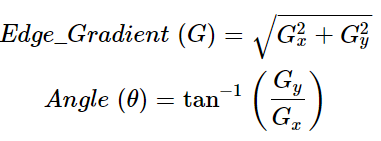 Edge_Gradient (G) = √(G_x^2 + G_y^2)
Angle (θ) = tan^{-1} (G_y / G_x)